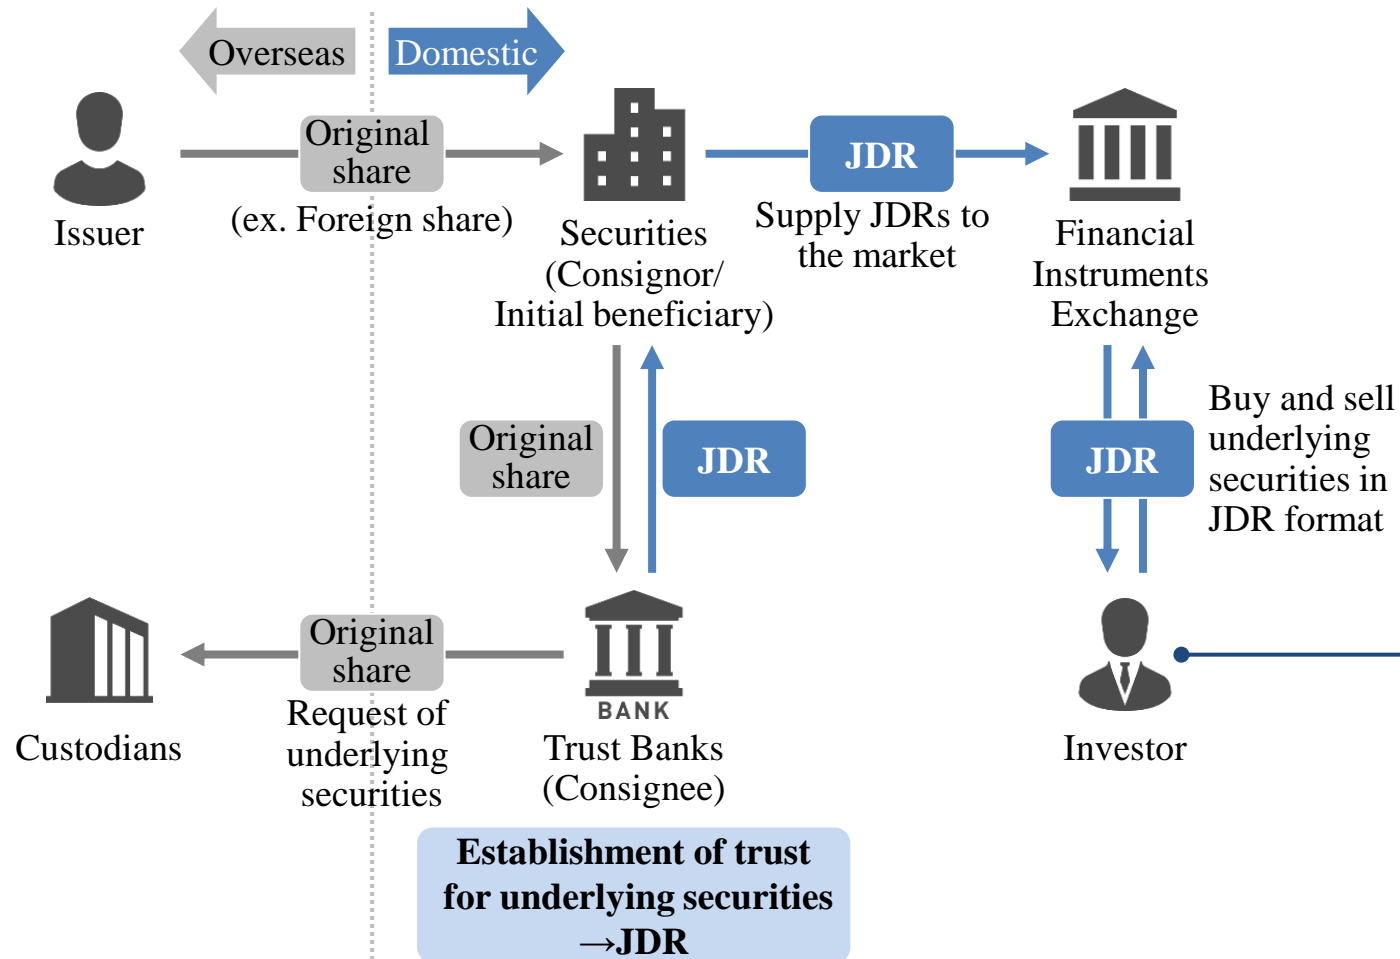 Overseas
Domestic
Original
share
(ex. Foreign share)
Issuer
Securities
(Consignor/
Initial beneficiary)
JDR
Supply JDRs to
the market
Financial
Instruments
Exchange
Original
share
JDR
JDR
Buy and sell
underlying
securities in
JDR format
Original
share
Request of
underlying
securities
Custodians
BANK
Trust Banks
(Consignee)
Investor
Establishment of trust
for underlying securities
→JDR